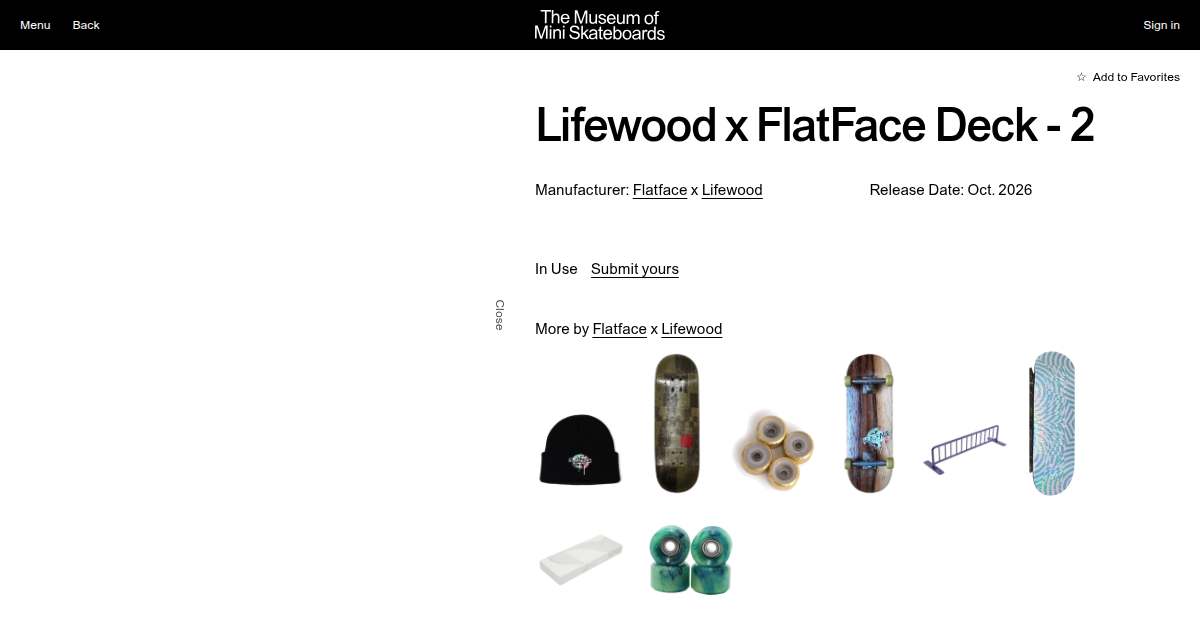 Menu
Back
The Museum of
Mini Skateboards
Sign in
☆ Add to Favorites
Lifewood x FlatFace Deck - 2
Manufacturer: Flatface x Lifewood
Release Date: Oct. 2026
In Use
Submit yours
Close
More by Flatface x Lifewood